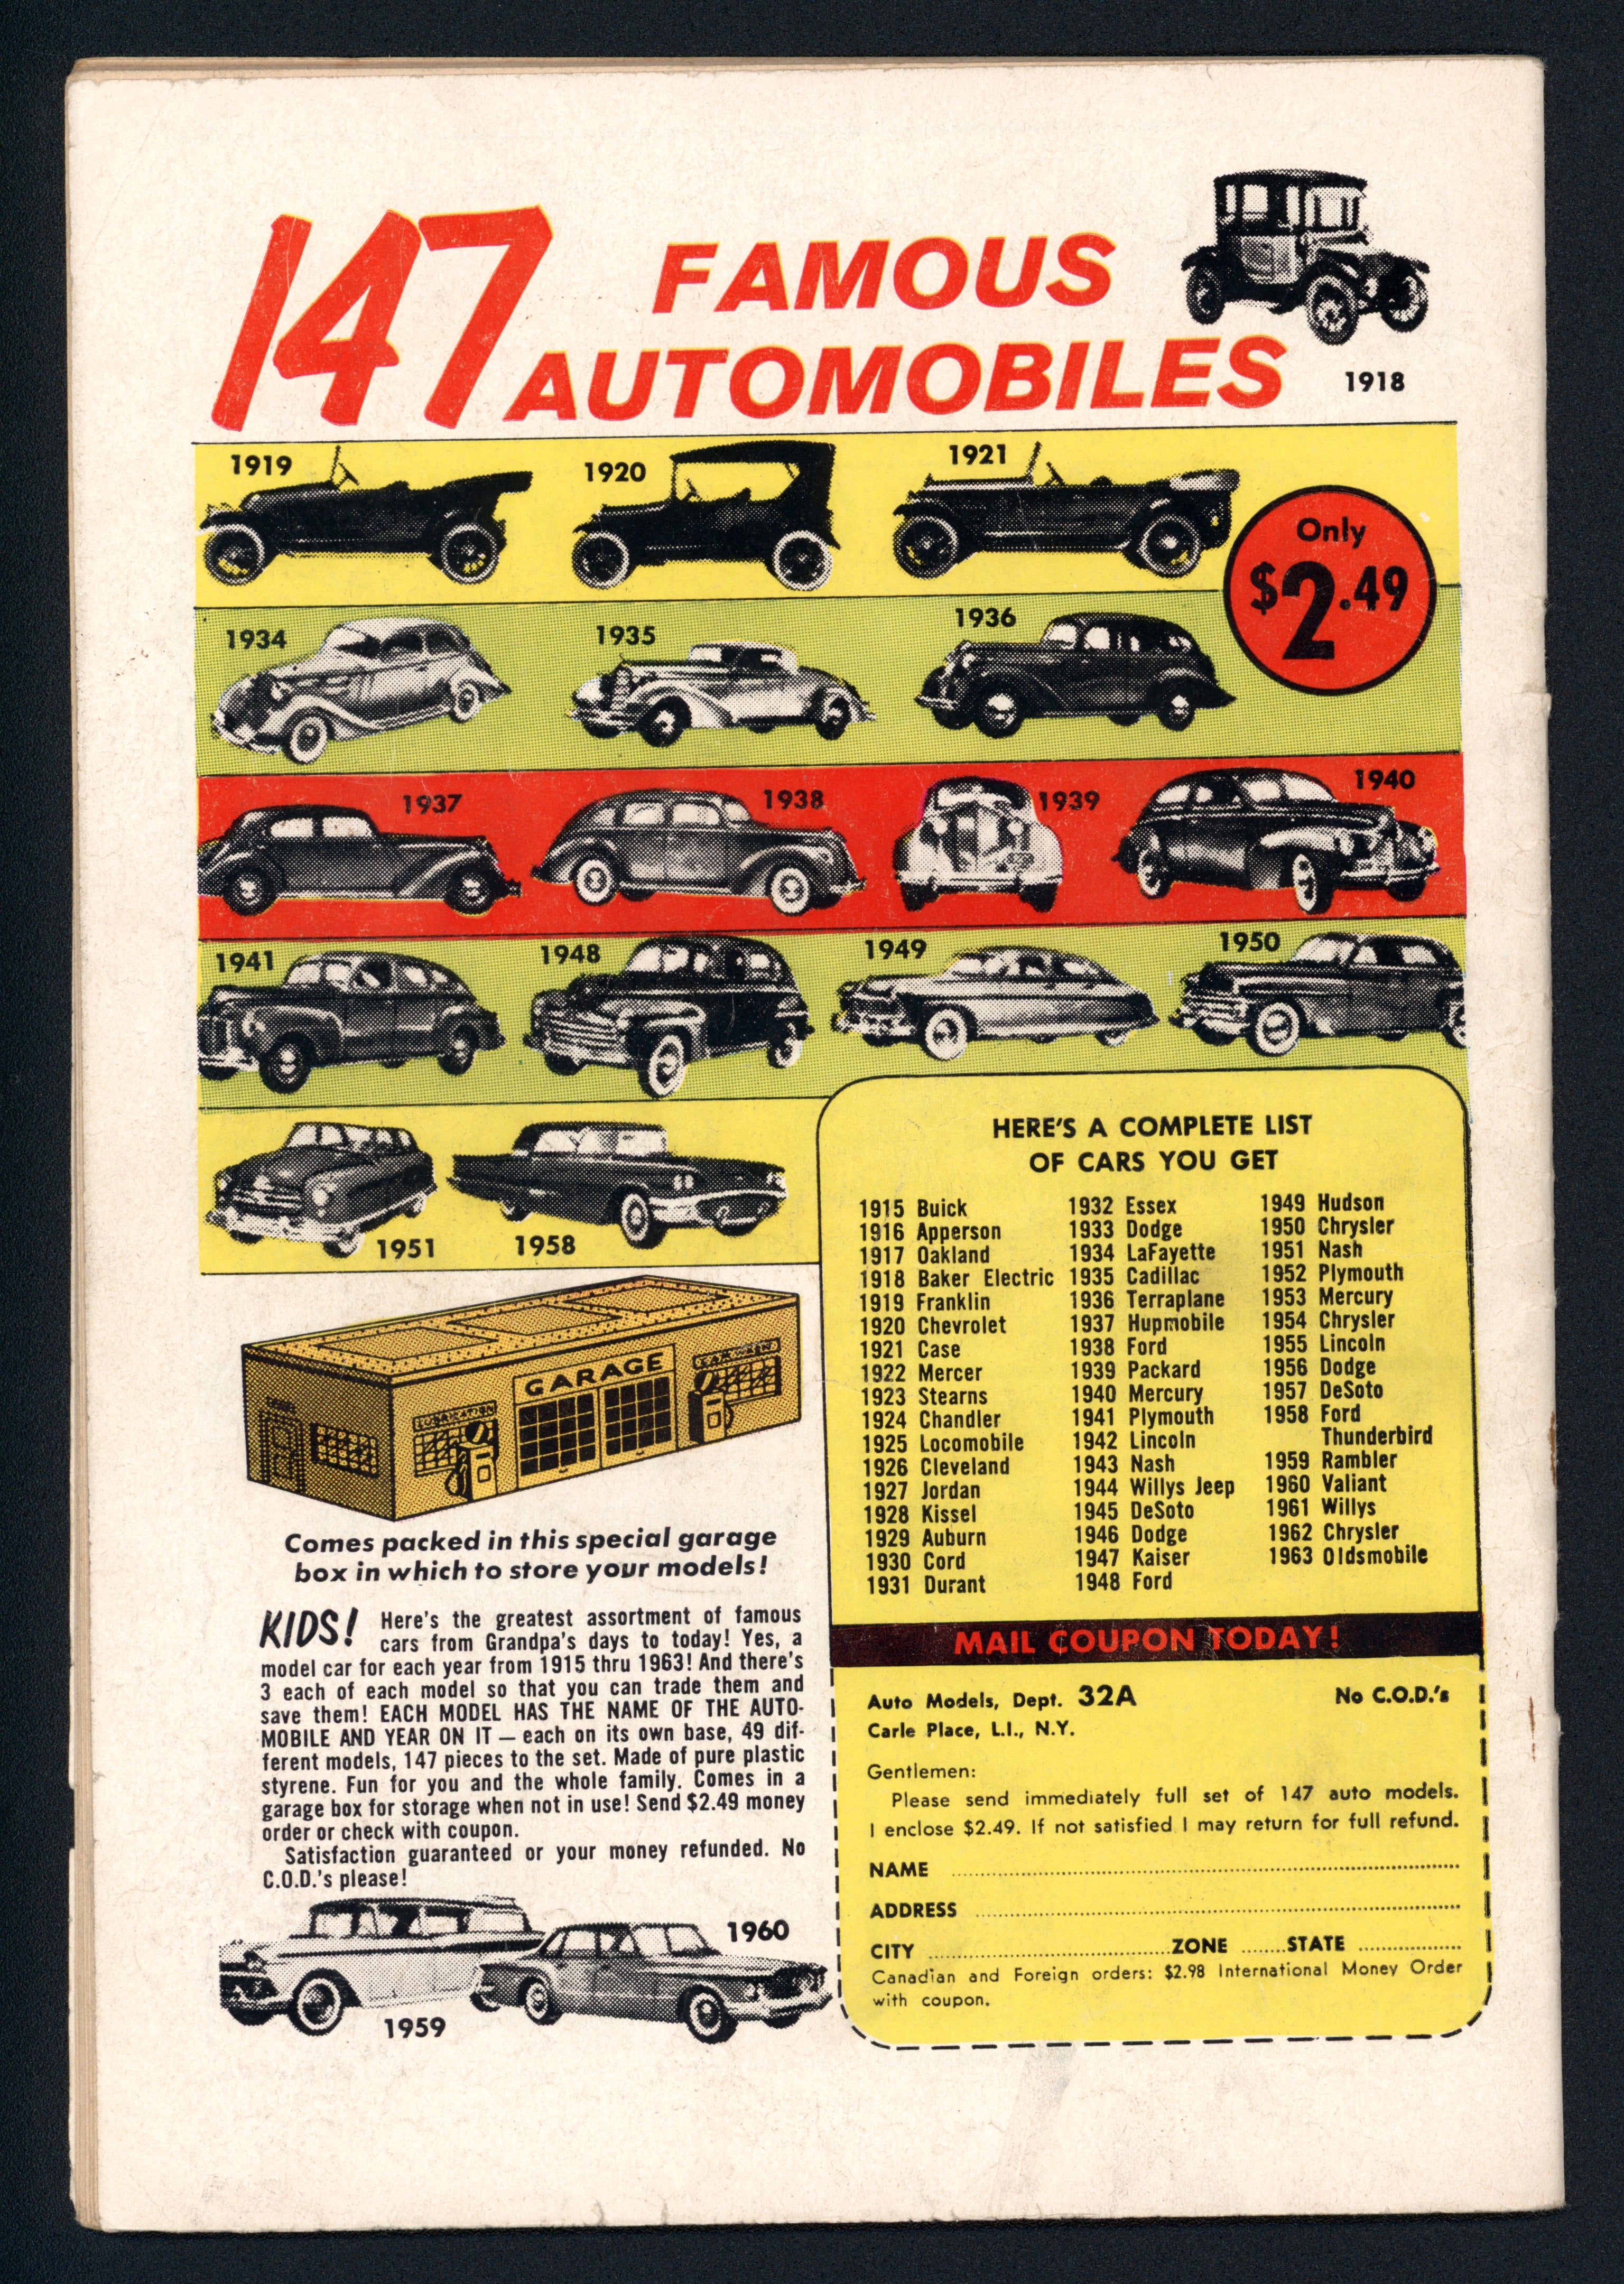 147 FAMOUS
AUTOMOBILES
1918
1919
1920
1921
Only
$2.49
1934
1935
1936
1937
1938
1939
1940
1941
1948
1949
1950
1951
1958
GARAGE
LUBRICATION
Comes packed in this special garage
box in which to store your models!
KIDS! Here's the greatest assortment of famous
cars from Grandpa's days to today! Yes, a
model car for each year from 1915 thru 1963! And there's
3 each of each model so that you can trade them and
save them! EACH MODEL HAS THE NAME OF THE AUTO-
MOBILE AND YEAR ON IT — each on its own base, 49 dif-
ferent models, 147 pieces to the set. Made of pure plastic
styrene. Fun for you and the whole family. Comes in a
garage box for storage when not in use! Send $2.49 money
order or check with coupon.
Satisfaction guaranteed or your money refunded. No
C.O.D.'s please!
1959
1960
HERE'S A COMPLETE LIST
OF CARS YOU GET
1915 Buick
1916 Apperson
1917 Oakland
1918 Baker Electric
1919 Franklin
1920 Chevrolet
1921 Case
1922 Mercer
1923 Stearns
1924 Chandler
1925 Locomobile
1926 Cleveland
1927 Jordan
1928 Kissel
1929 Auburn
1930 Cord
1931 Durant
1932 Essex
1933 Dodge
1934 LaFayette
1935 Cadillac
1936 Terraplane
1937 Hupmobile
1938 Ford
1939 Packard
1940 Mercury
1941 Plymouth
1942 Lincoln
1943 Nash
1944 Willys Jeep
1945 DeSoto
1946 Dodge
1947 Kaiser
1948 Ford
1949 Hudson
1950 Chrysler
1951 Nash
1952 Plymouth
1953 Mercury
1954 Chrysler
1955 Lincoln
1956 Dodge
1957 DeSoto
1958 Ford
Thunderbird
1959 Rambler
1960 Valiant
1961 Willys
1962 Chrysler
1963 Oldsmobile
MAIL COUPON TODAY!
Auto Models, Dept. 32A No C.O.D.'s
Carle Place, L.I., N.Y.
Gentlemen:
Please send immediately full set of 147 auto models.
I enclose $2.49. If not satisfied I may return for full refund.
NAME
ADDRESS
CITY ZONE STATE
Canadian and Foreign orders: $2.98 International Money Order
with coupon.